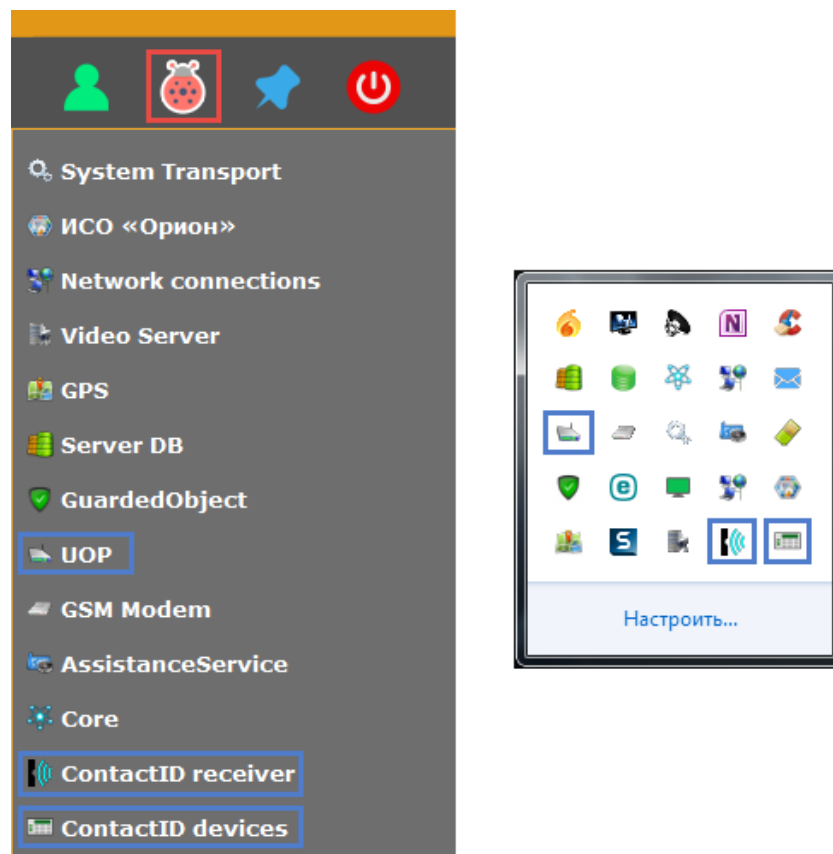 System Transport
ИСО «Орион»
Network connections
Video Server
GPS
Server DB
GuardedObject
UOP
GSM Modem
AssistanceService
Core
ContactID receiver
ContactID devices
Настроить...